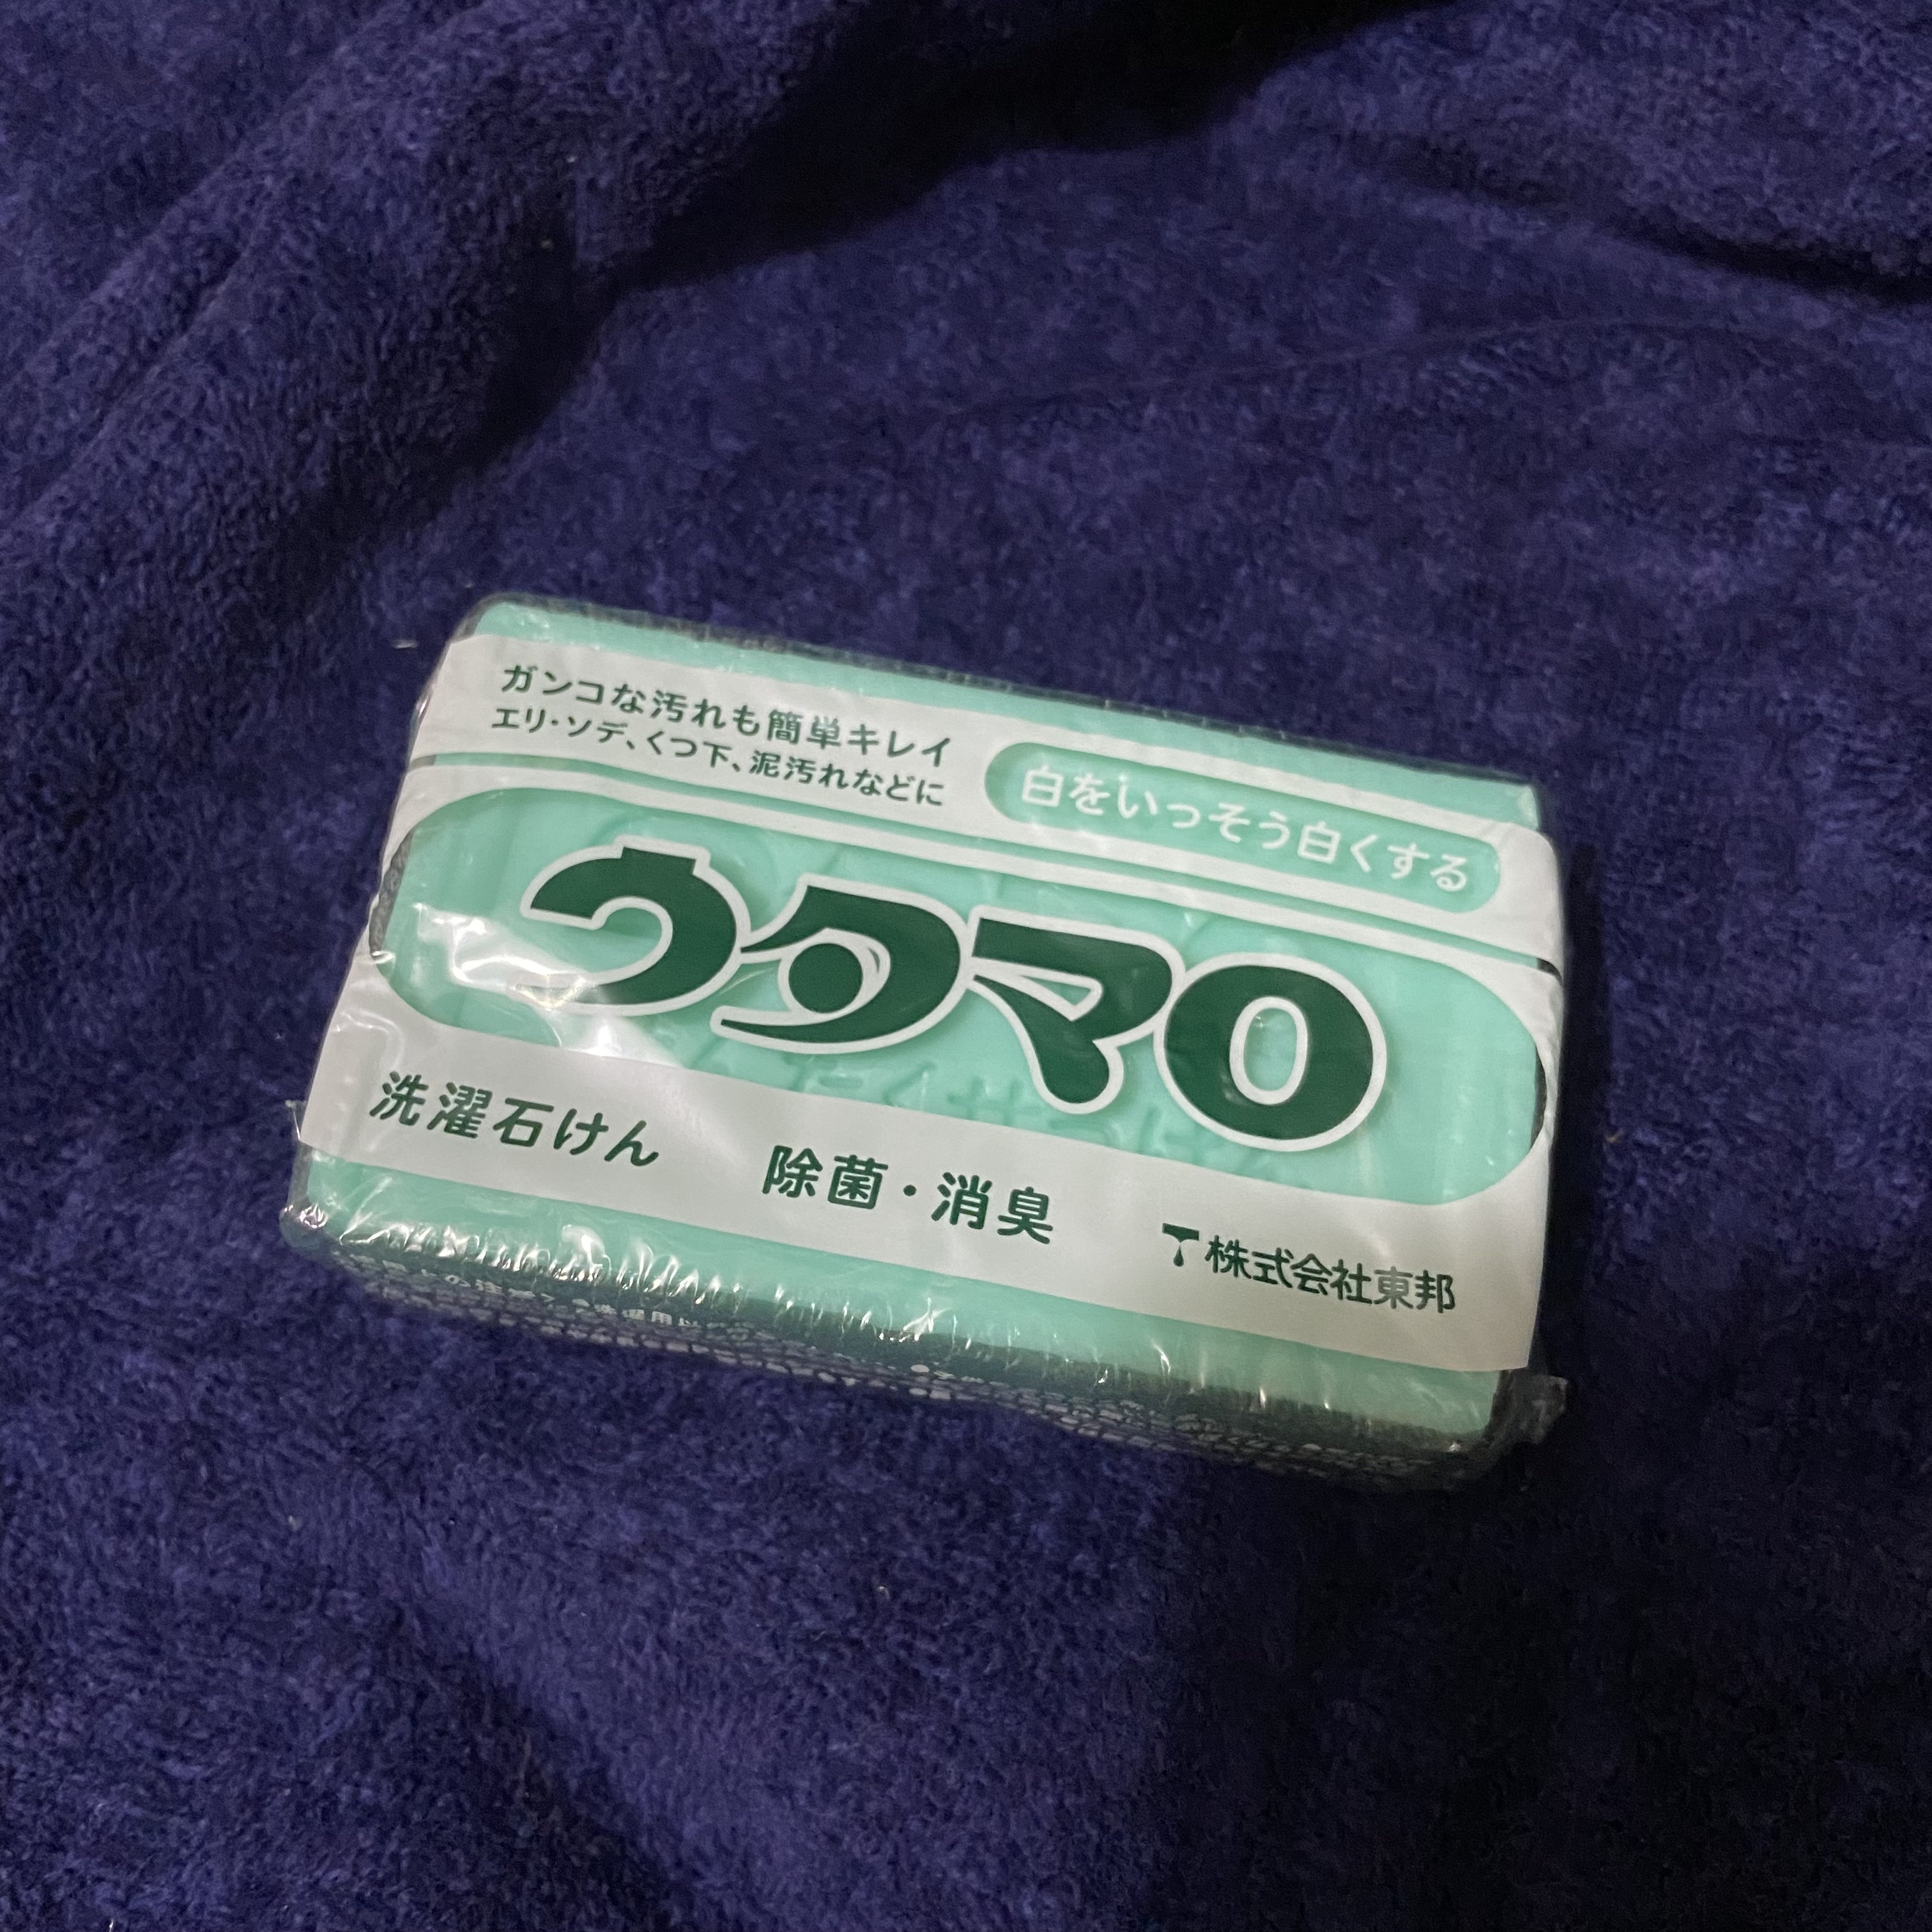 ガンコな汚れも簡単キレイ
エリ・ソデ、くつ下、泥汚れなどに
白をいっそう白くする
ウタマロ
洗濯石けん
除菌・消臭
株式会社東邦